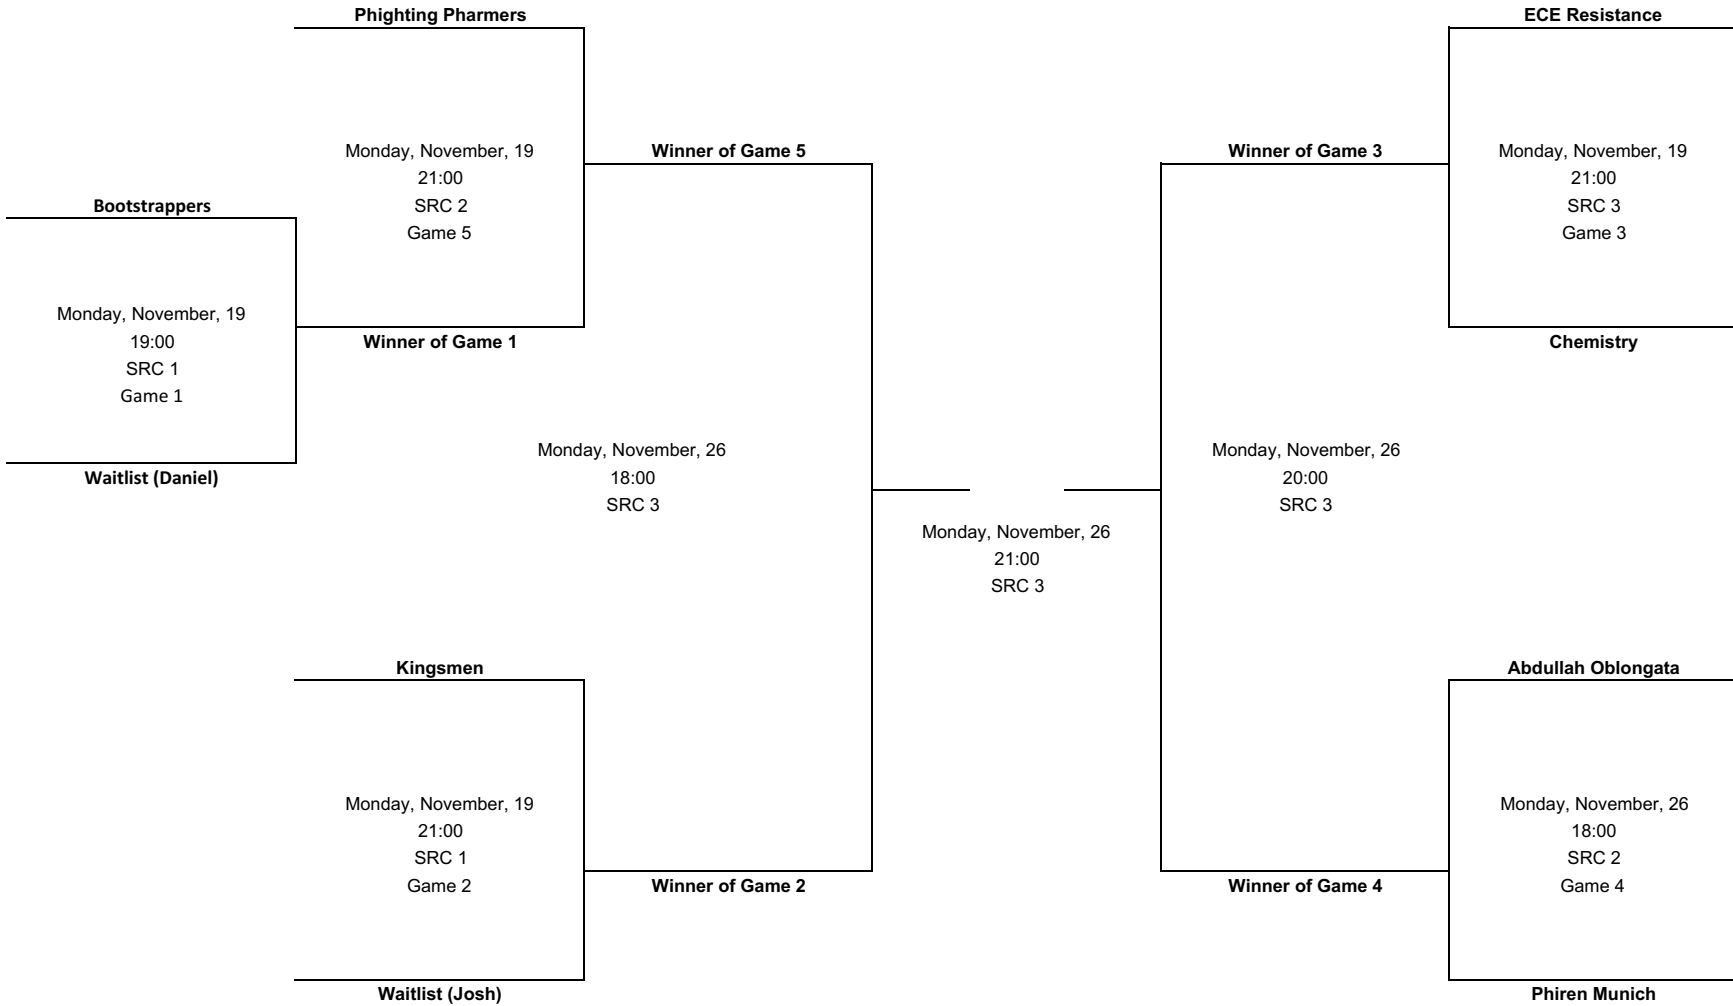 Phighting Pharmers
ECE Resistance
Monday, November, 19
21:00
SRC 2
Game 5
Winner of Game 5
Winner of Game 3
Monday, November, 19
21:00
SRC 3
Game 3
Bootstrappers
Monday, November, 19
19:00
SRC 1
Game 1
Winner of Game 1
Chemistry
Waitlist (Daniel)
Monday, November, 26
18:00
SRC 3
Monday, November, 26
20:00
SRC 3
Monday, November, 26
21:00
SRC 3
Kingsmen
Abdullah Oblongata
Monday, November, 19
21:00
SRC 1
Game 2
Winner of Game 2
Winner of Game 4
Monday, November, 26
18:00
SRC 2
Game 4
Waitlist (Josh)
Phiren Munich